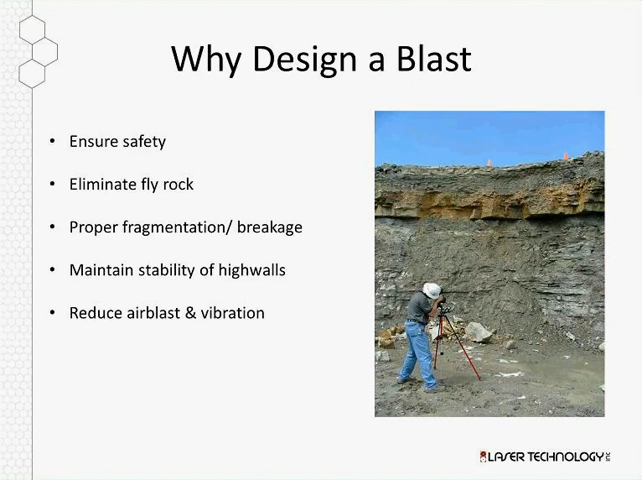 Why Design a Blast
• Ensure safety
• Eliminate fly rock
• Proper fragmentation/ breakage
• Maintain stability of highwalls
• Reduce airblast & vibration
LASER TECHNOLOGY INC